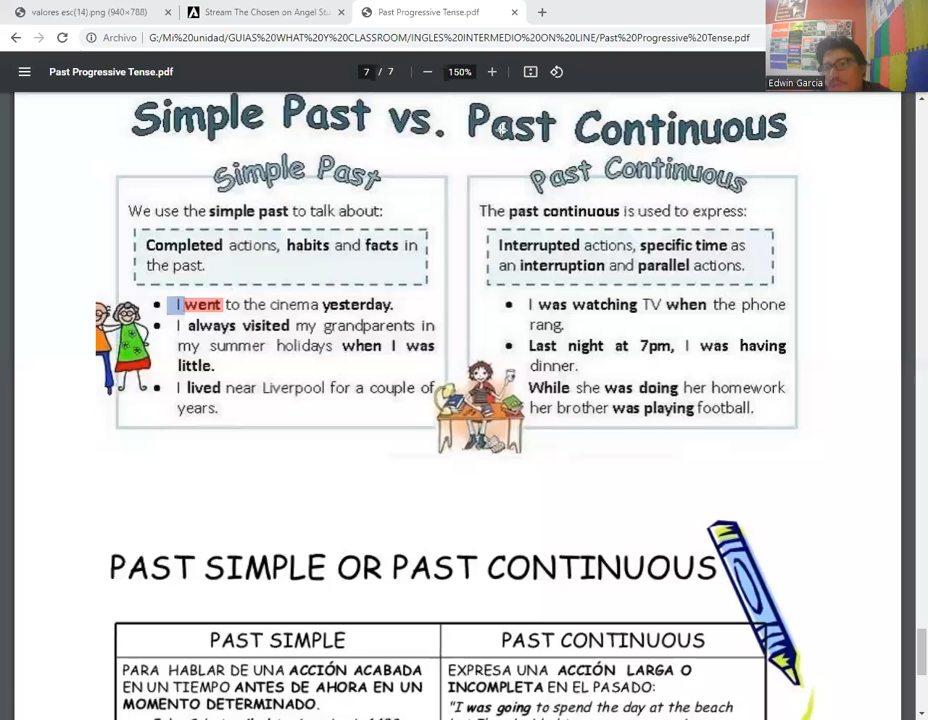 valores esc(14).png (940×788)
Stream The Chosen on Angel Stu
Past Progressive Tense.pdf
Archivo
G:/Mi%20unidad/GUIAS%20WHAT%20Y%20CLASSROOM/INGLES%20INTERMEDIO%20ON%20LINE/Past%20Progressive%20Tense.pdf
Past Progressive Tense.pdf
7 / 7
150%
Edwin Garcia
Simple Past vs. Past Continuous
Simple Past
We use the simple past to talk about:
Completed actions, habits and facts in
the past.
• I went to the cinema yesterday.
• I always visited my grandparents in
my summer holidays when I was
little.
• I lived near Liverpool for a couple of
years.
Past Continuous
The past continuous is used to express:
Interrupted actions, specific time as
an interruption and parallel actions.
• I was watching TV when the phone
rang.
• Last night at 7pm, I was having
dinner.
While she was doing her homework
her brother was playing football.
PAST SIMPLE OR PAST CONTINUOUS
PAST SIMPLE
PARA HABLAR DE UNA ACCIÓN ACABADA
EN UN TIEMPO ANTES DE AHORA EN UN
MOMENTO DETERMINADO.
PAST CONTINUOUS
EXPRESA UNA ACCIÓN LARGA O
INCOMPLETA EN EL PASADO:
"I was going to spend the day at the beach